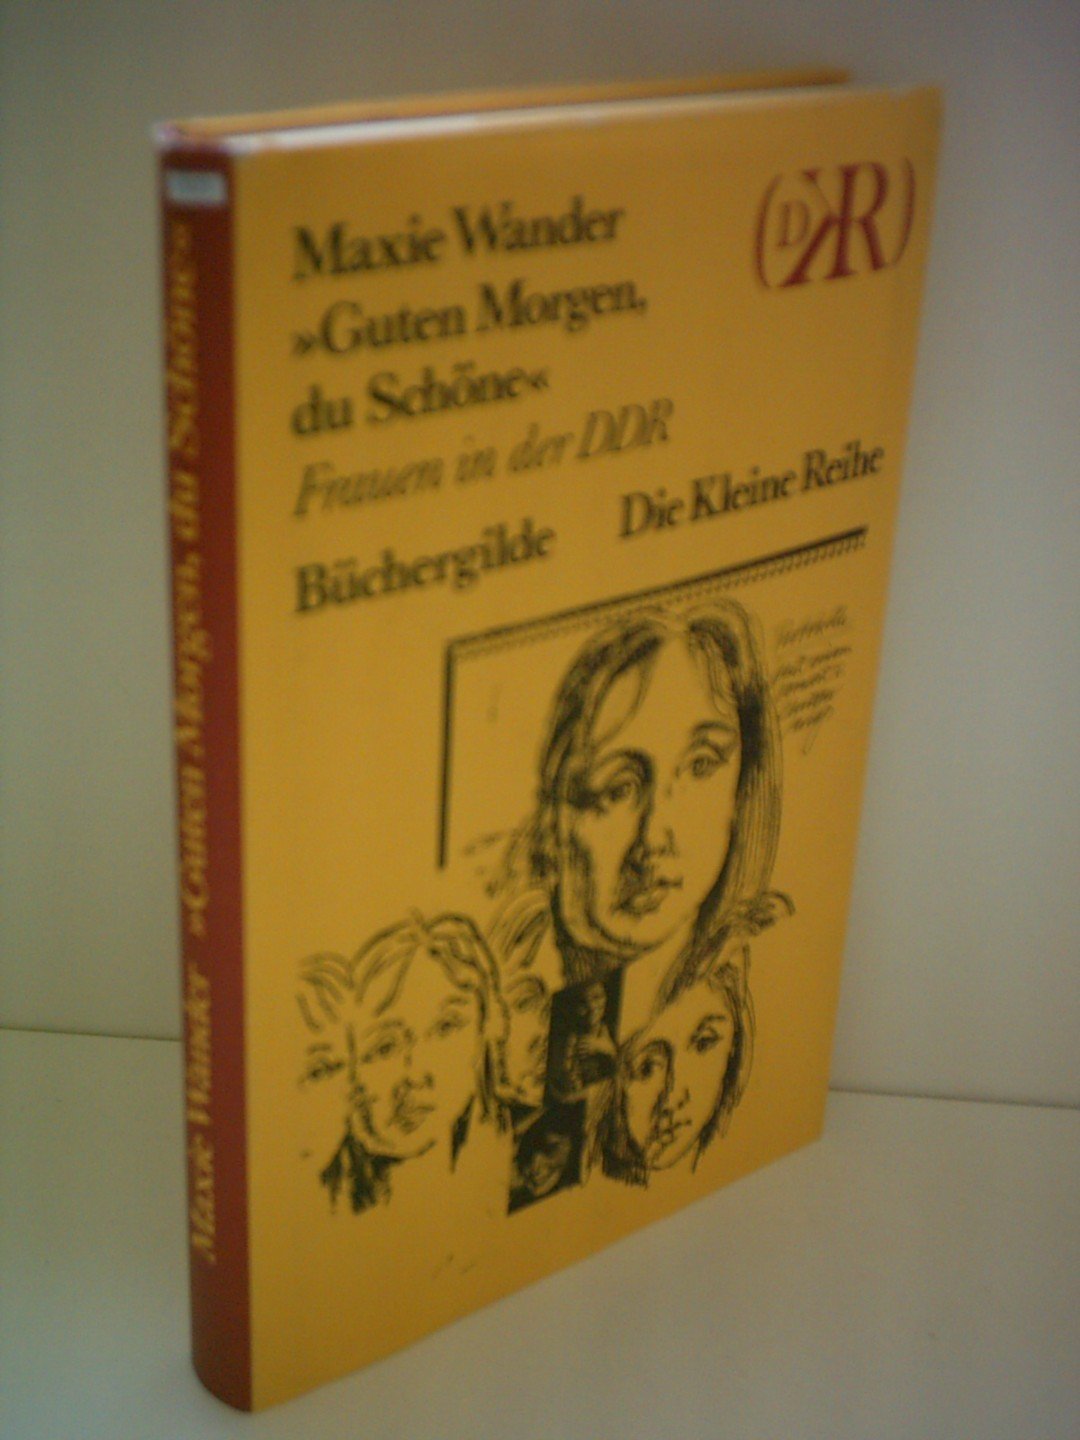 Maxie Wander
»Guten Morgen,
du Schöne«
Frauen in der DDR
Büchergilde
Die Kleine Reihe
(DKR)
Maxie Wander »Guten Morgen, du Schöne«